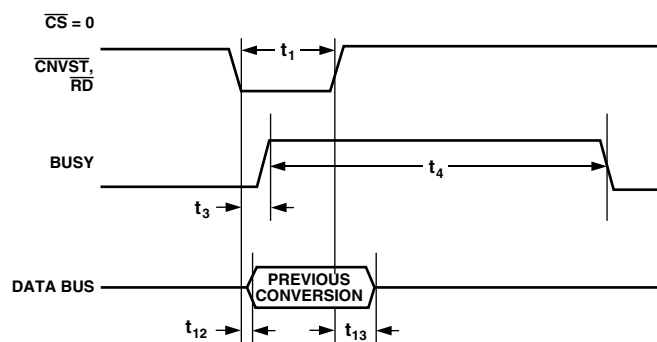 CS = 0
CNVST,
RD
t1
BUSY
t4
t3
DATA BUS
PREVIOUS
CONVERSION
t12
t13